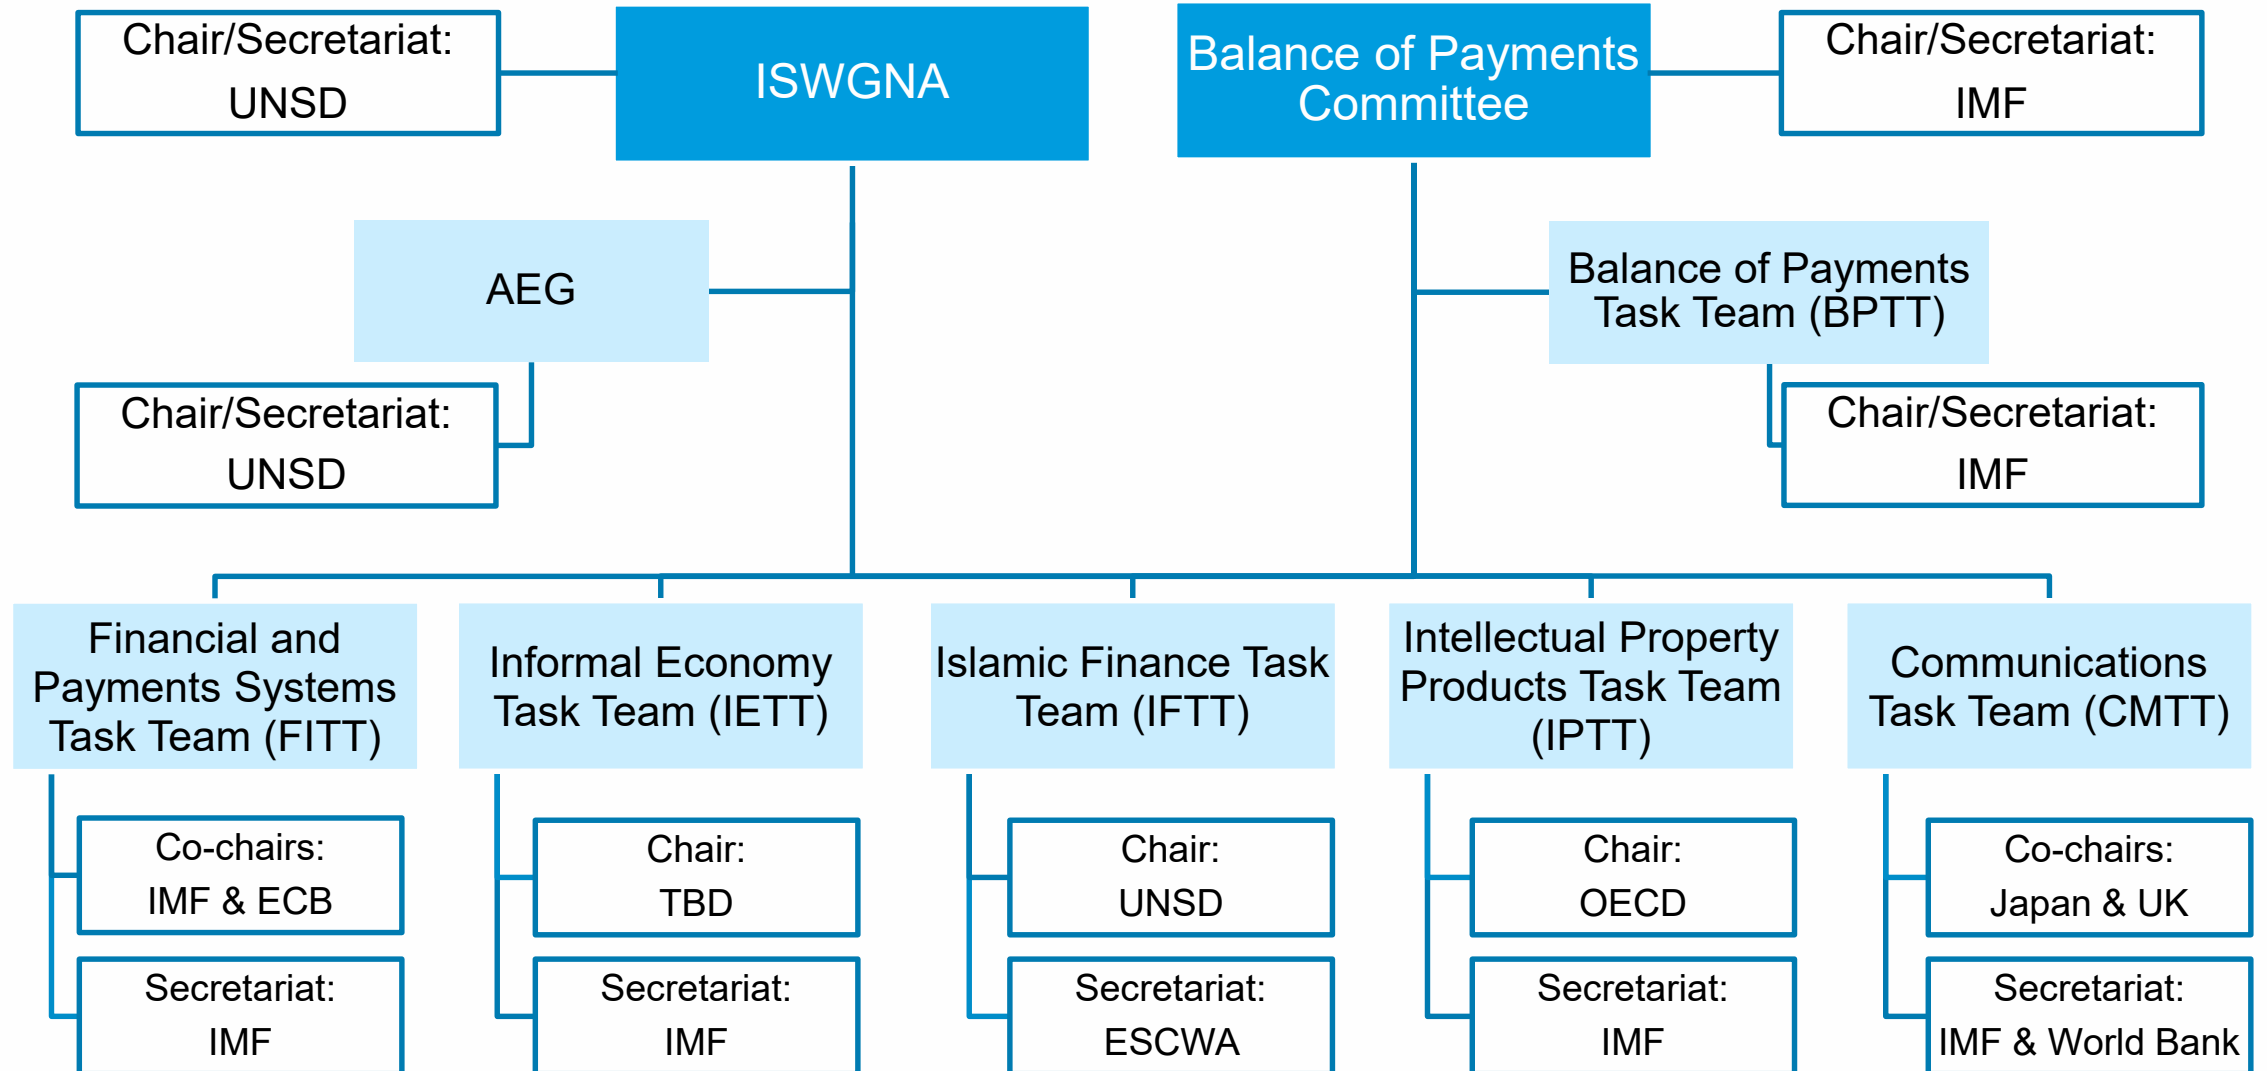 Chair/Secretariat:
UNSD
ISWGNA
Balance of Payments
Committee
Chair/Secretariat:
IMF
AEG
Balance of Payments
Task Team (BPTT)
Chair/Secretariat:
UNSD
Chair/Secretariat:
IMF
Financial and
Payments Systems
Task Team (FITT)
Informal Economy
Task Team (IETT)
Islamic Finance Task
Team (IFTT)
Intellectual Property
Products Task Team
(IPTT)
Communications
Task Team (CMTT)
Co-chairs:
IMF & ECB
Chair:
TBD
Chair:
UNSD
Chair:
OECD
Co-chairs:
Japan & UK
Secretariat:
IMF
Secretariat:
IMF
Secretariat:
ESCWA
Secretariat:
IMF
Secretariat:
IMF & World Bank